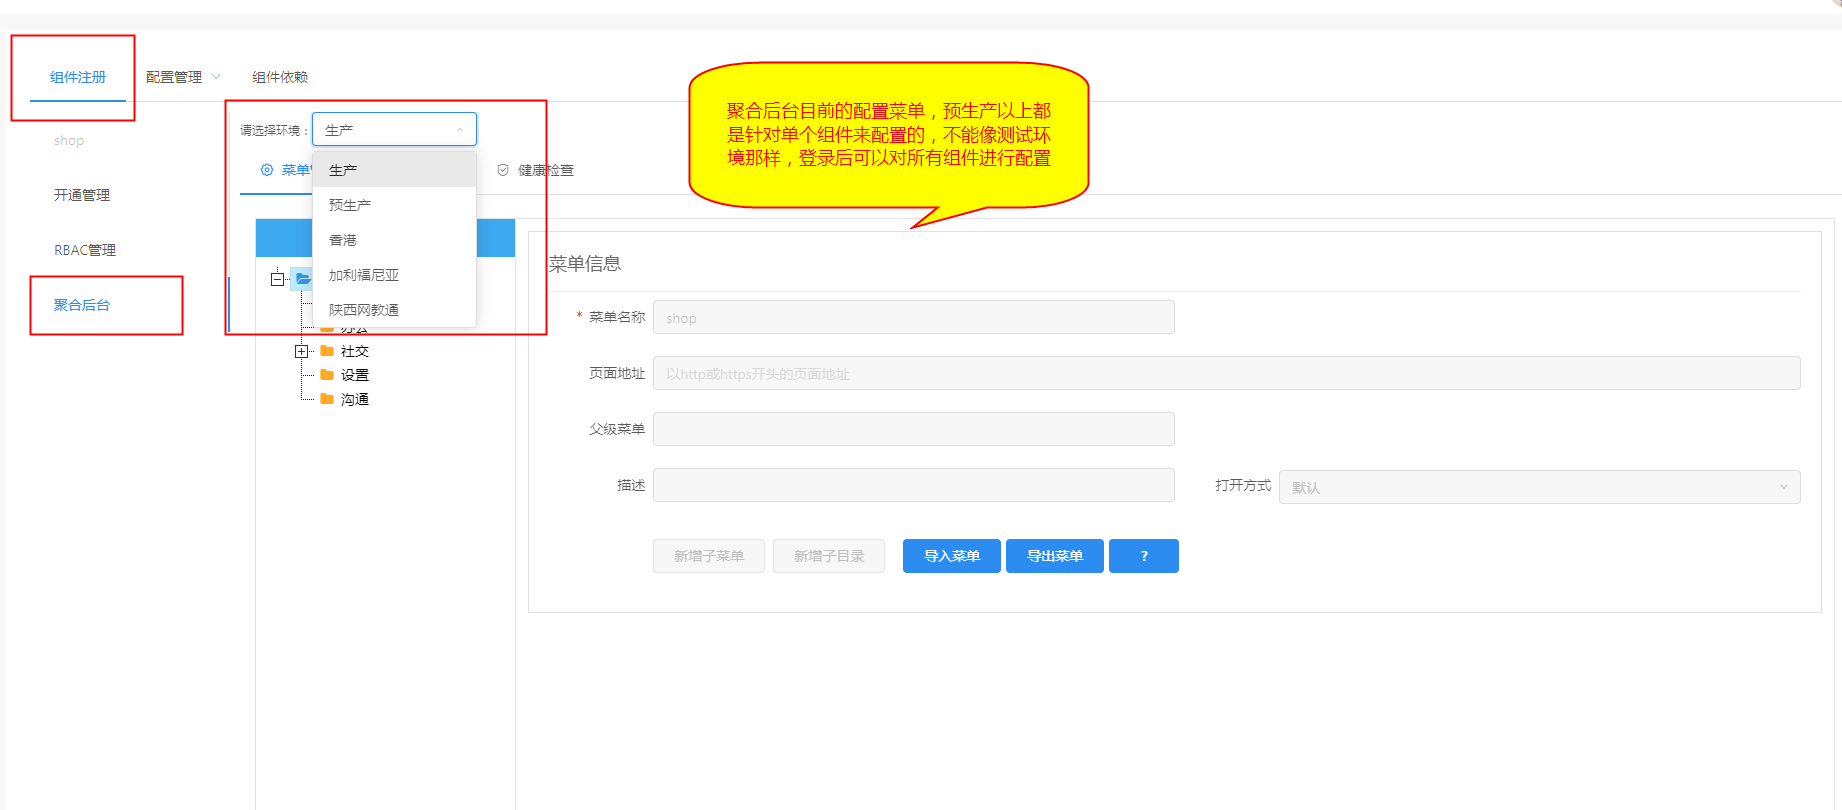 组件注册
配置管理
组件依赖
shop
开通管理
RBAC管理
聚合后台
请选择环境：
生产
菜单
健康检查
生产
预生产
香港
加利福尼亚
陕西网教通
办公
社交
设置
沟通
聚合后台目前的配置菜单，预生产以上都
是针对单个组件来配置的，不能像测试环
境那样，登录后可以对所有组件进行配置
菜单信息
* 菜单名称
shop
页面地址
以http或https开头的页面地址
父级菜单
描述
打开方式
默认
新增子菜单
新增子目录
导入菜单
导出菜单
?